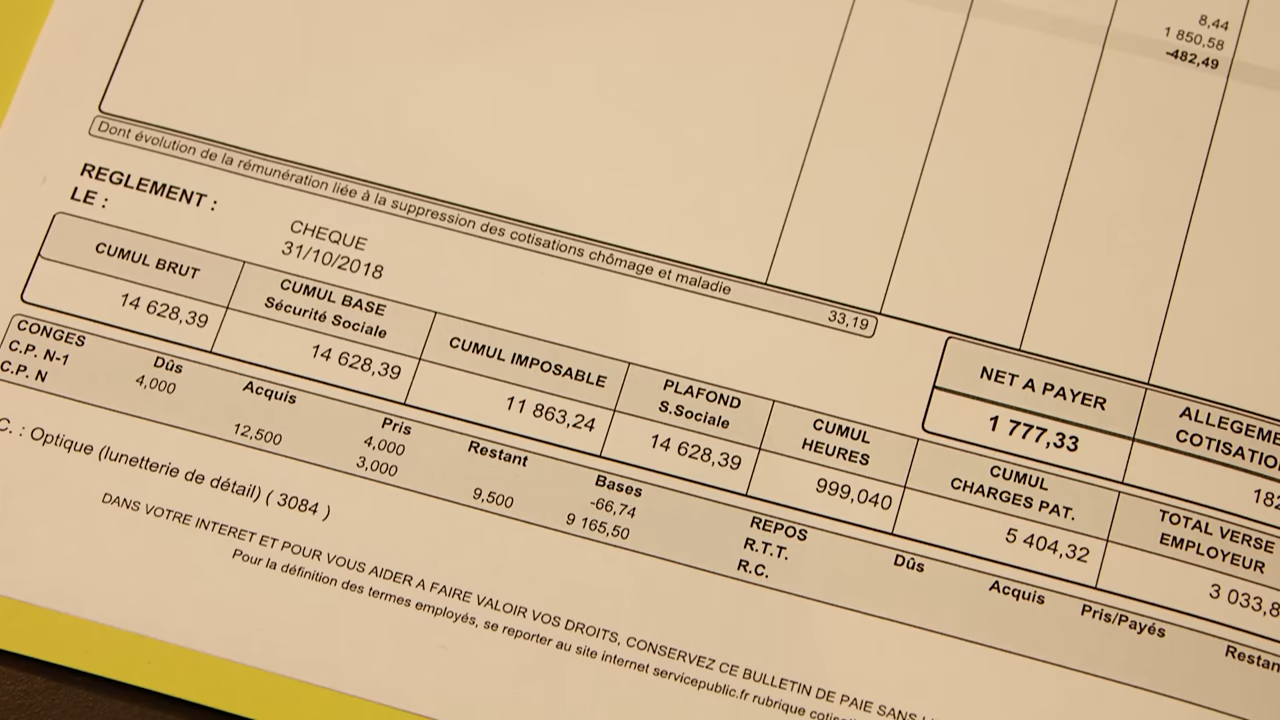 8,44
1 850,58
-482,49
Dont évolution de la rémunération liée à la suppression des cotisations chômage et maladie 33,19
REGLEMENT : CHEQUE
LE : 31/10/2018
CUMUL BRUT
14 628,39
CUMUL BASE
Sécurité Sociale
14 628,39
CUMUL IMPOSABLE
11 863,24
PLAFOND
S.Sociale
14 628,39
CUMUL
HEURES
999,040
NET A PAYER
1 777,33
CUMUL
CHARGES PAT.
5 404,32
COTISATIO
182
TOTAL VERSE
EMPLOYEUR
3 033,8
CONGES Dûs Acquis Pris Restant Bases
C.P. N-1 4,000 4,000 -66,74
C.P. N 12,500 3,000 9,500 9 165,50
REPOS Dûs Acquis Pris/Payés Restan
R.T.T.
R.C.
C. : Optique (lunetterie de détail) ( 3084 )
DANS VOTRE INTERET ET POUR VOUS AIDER A FAIRE VALOIR VOS DROITS, CONSERVEZ CE BULLETIN DE PAIE SANS
Pour la définition des termes employés, se reporter au site internet servicepublic.fr rubrique